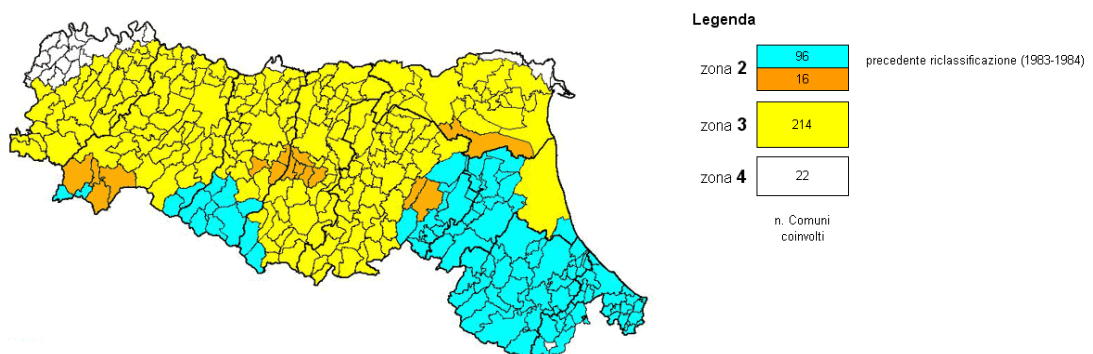 Legenda
zona 2
96
16
precedente riclassificazione (1983-1984)
zona 3
214
zona 4
22
n. Comuni
coinvolti